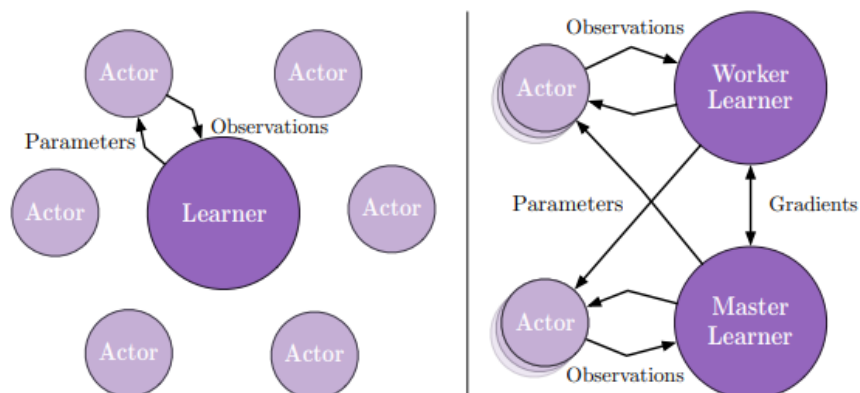 Actor
Actor
Parameters
Observations
Actor
Learner
Actor
Actor
Actor
Observations
Actor
Worker
Learner
Parameters
Gradients
Actor
Master
Learner
Observations